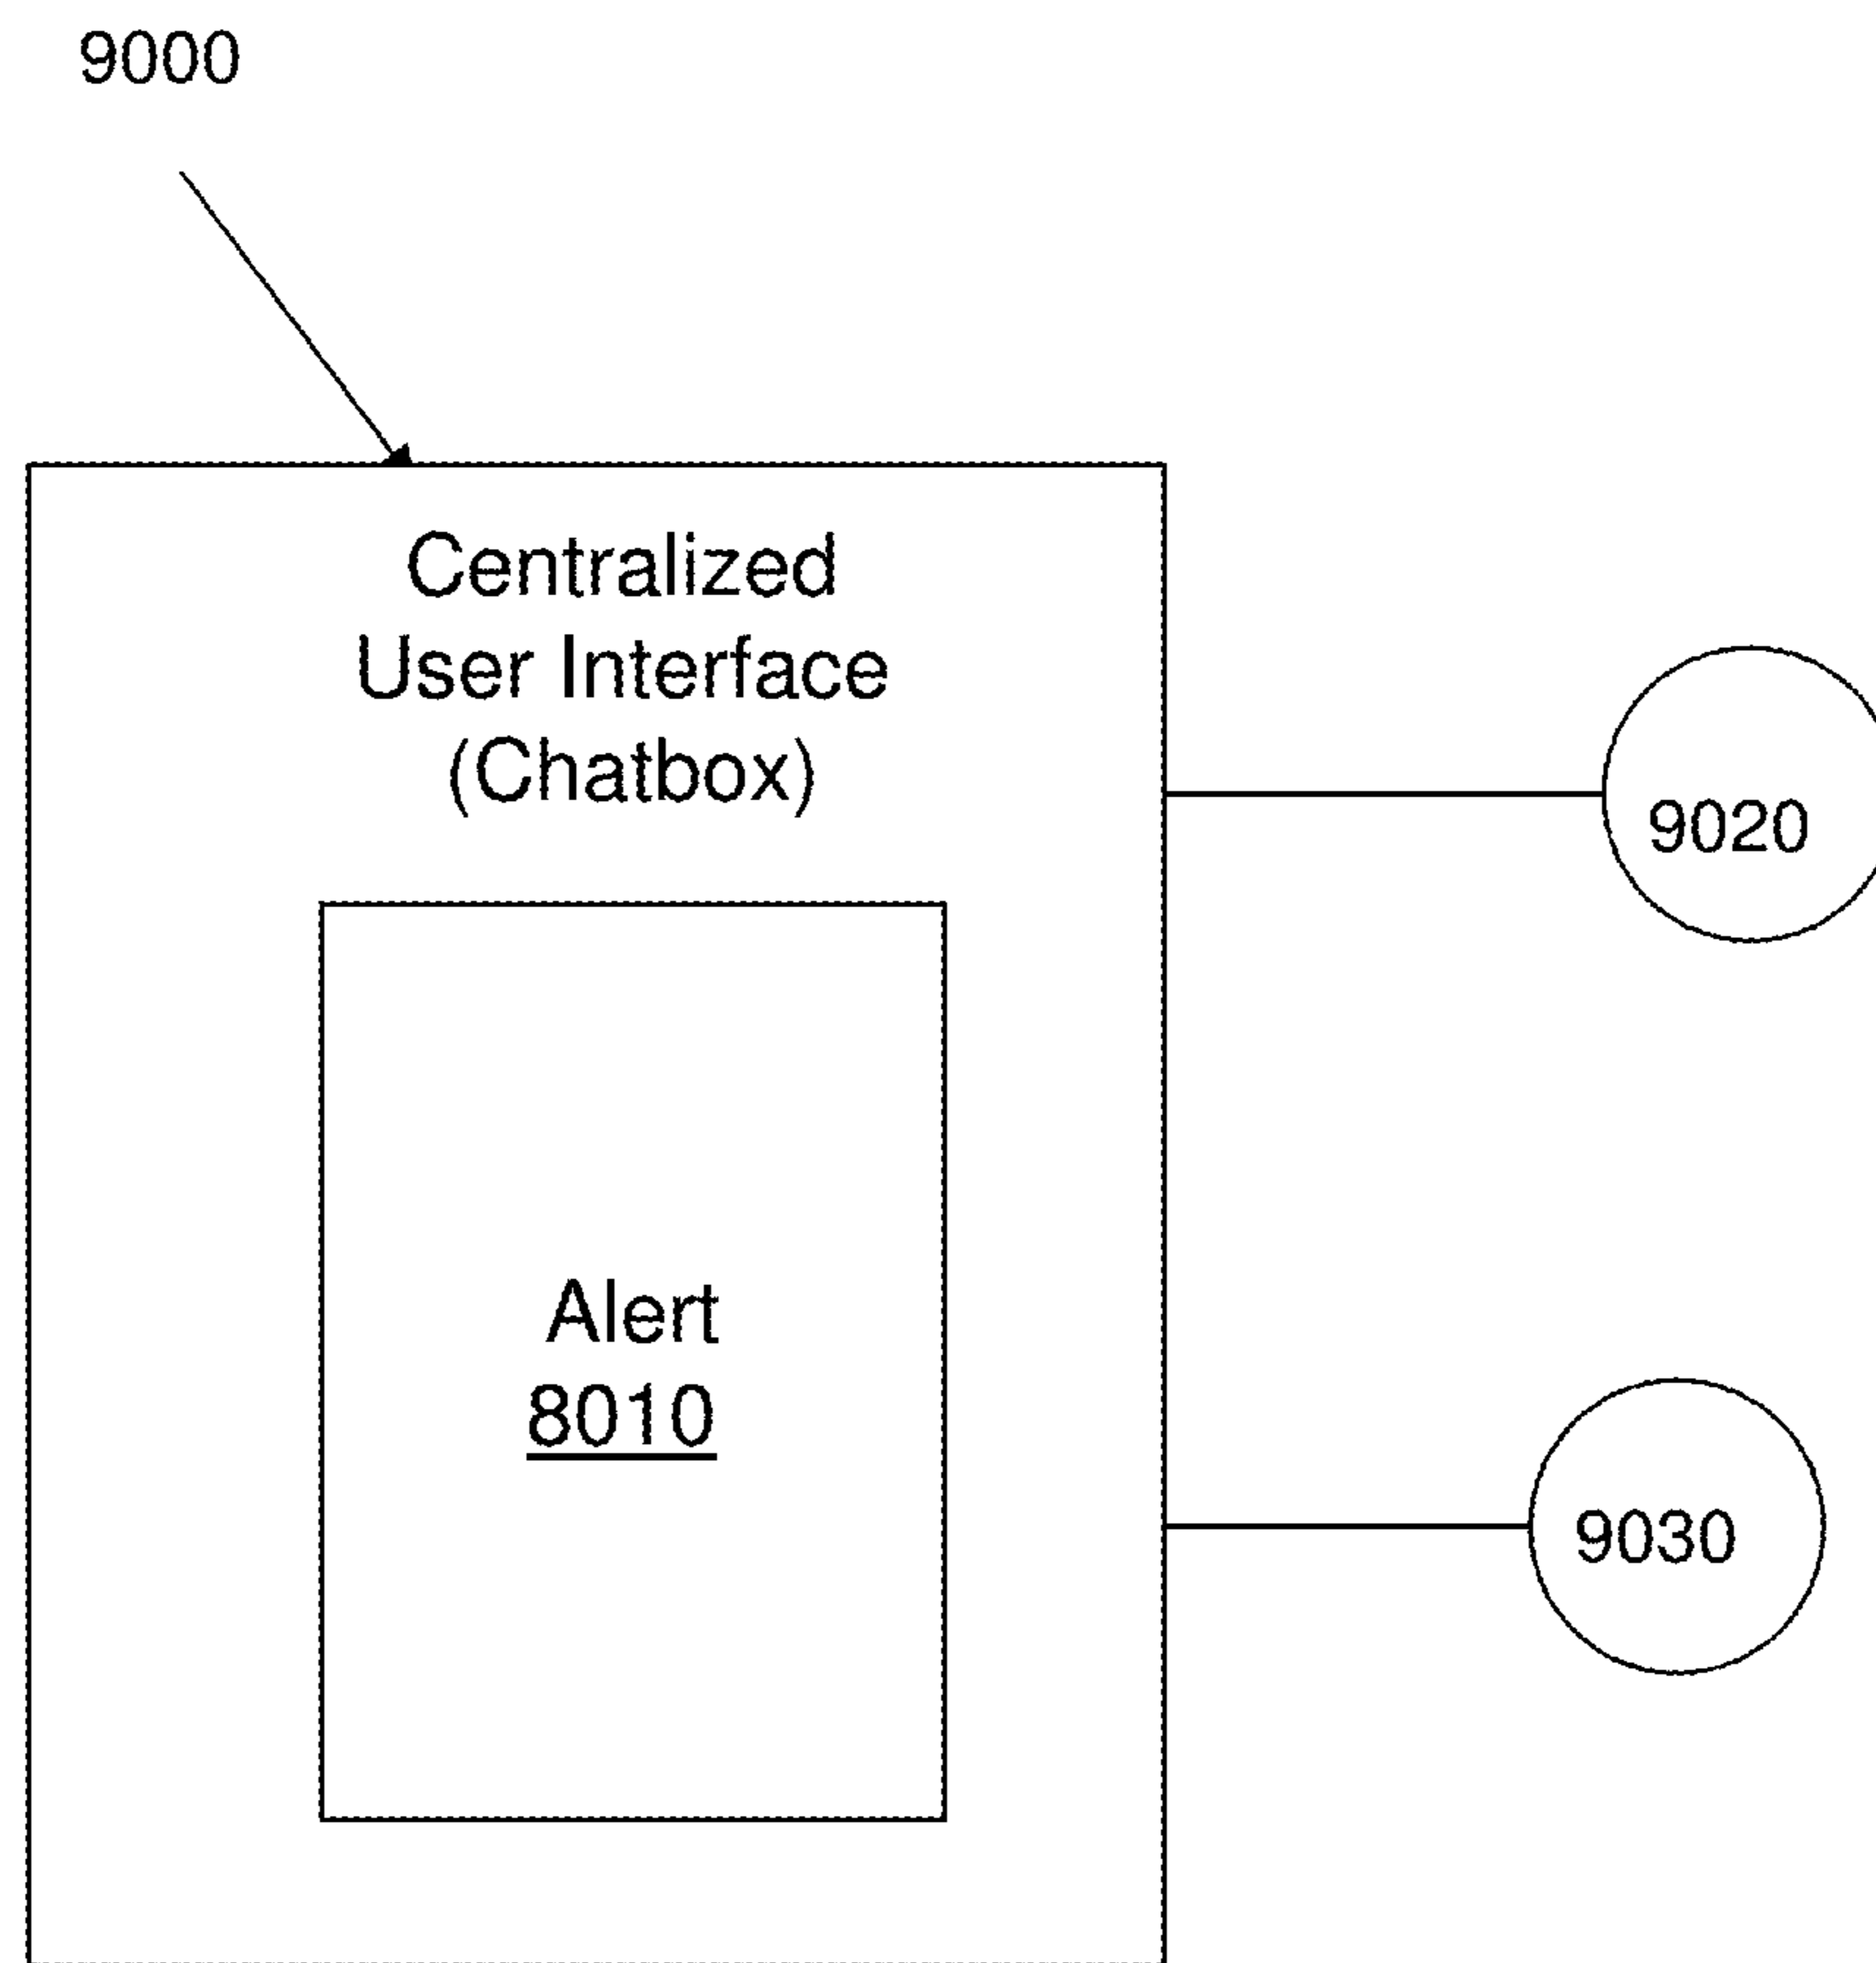 9000
Centralized
User Interface
(Chatbox)
9020
Alert
8010
9030